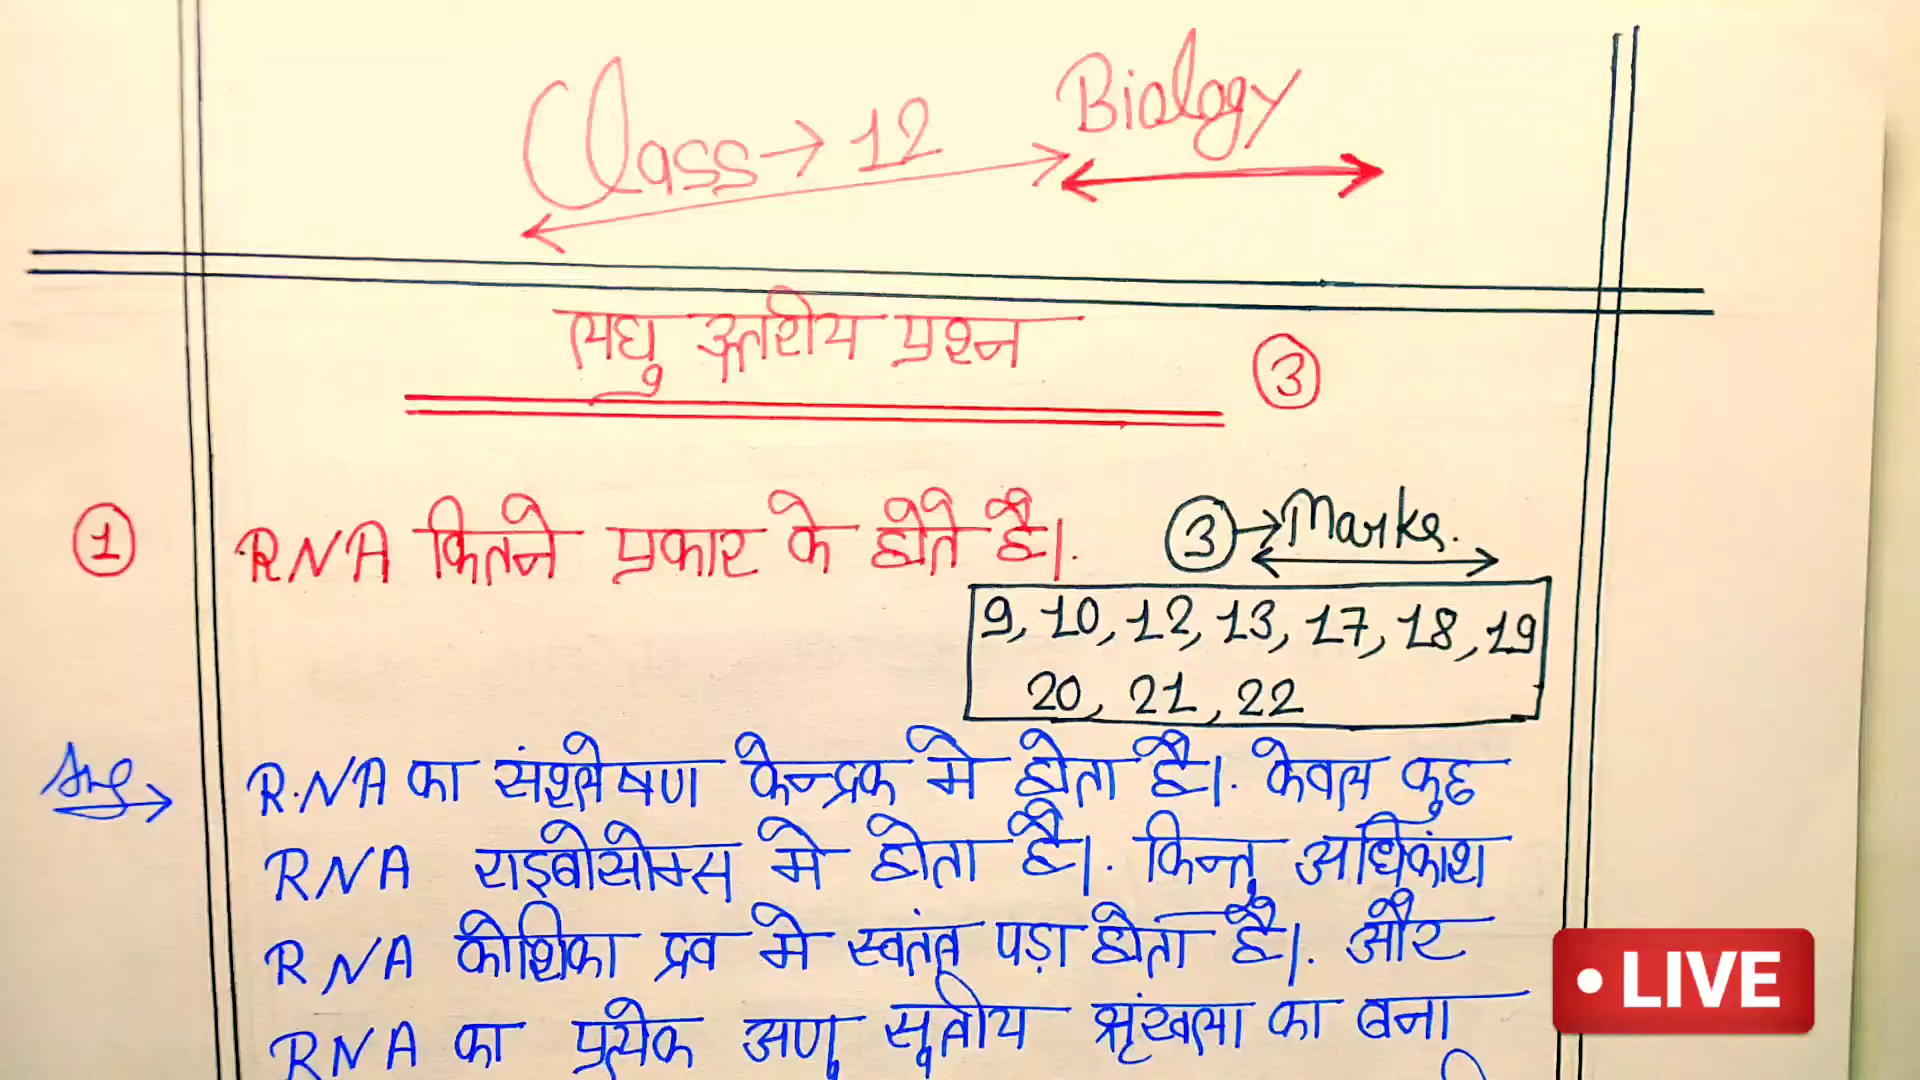 Class → 12 Biology
लघु उत्तरीय प्रश्न ③
① RNA कितने प्रकार के होते है।. ③ → Marks.
9, 10, 12, 13, 17, 18, 19
20, 21, 22
Ans → R.NA का संश्लेषण केन्द्रक मे होता है।. केवल कुछ
RNA राइबोसोम्स मे होता है।. किन्तु अधिकांश
RNA कोशिका द्रव मे स्वतंत्र पड़ा होता है।. और
RNA का प्रत्येक अणु सूत्रीय श्रृंखला का बना
• LIVE